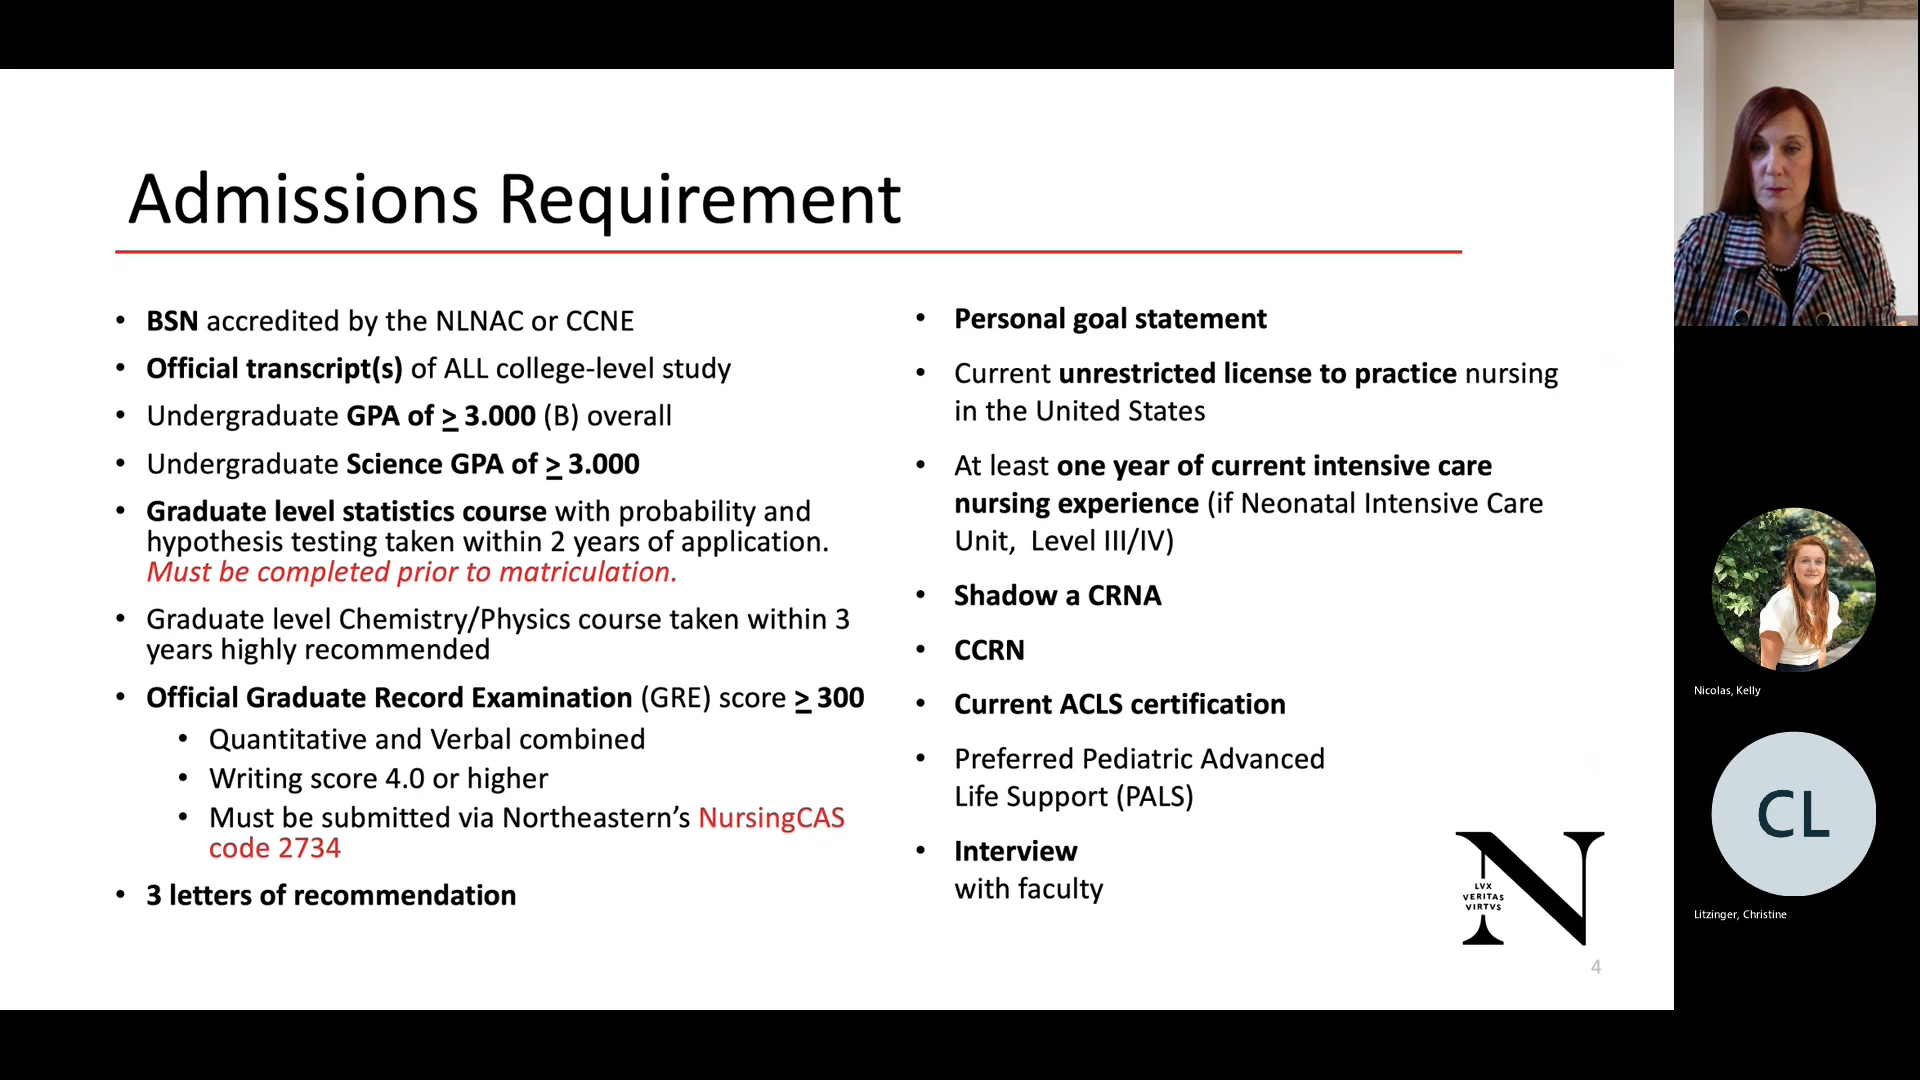 Admissions Requirement
• BSN accredited by the NLNAC or CCNE
• Official transcript(s) of ALL college-level study
• Undergraduate GPA of ≥ 3.000 (B) overall
• Undergraduate Science GPA of ≥ 3.000
• Graduate level statistics course with probability and
hypothesis testing taken within 2 years of application.
Must be completed prior to matriculation.
• Graduate level Chemistry/Physics course taken within 3
years highly recommended
• Official Graduate Record Examination (GRE) score ≥ 300
• Quantitative and Verbal combined
• Writing score 4.0 or higher
• Must be submitted via Northeastern’s NursingCAS
code 2734
• 3 letters of recommendation
• Personal goal statement
• Current unrestricted license to practice nursing
in the United States
• At least one year of current intensive care
nursing experience (if Neonatal Intensive Care
Unit, Level III/IV)
• Shadow a CRNA
• CCRN
• Current ACLS certification
• Preferred Pediatric Advanced
Life Support (PALS)
• Interview
with faculty
N
LVX
VERITAS
VIRTVS
4
Nicolas, Kelly
CL
Litzinger, Christine